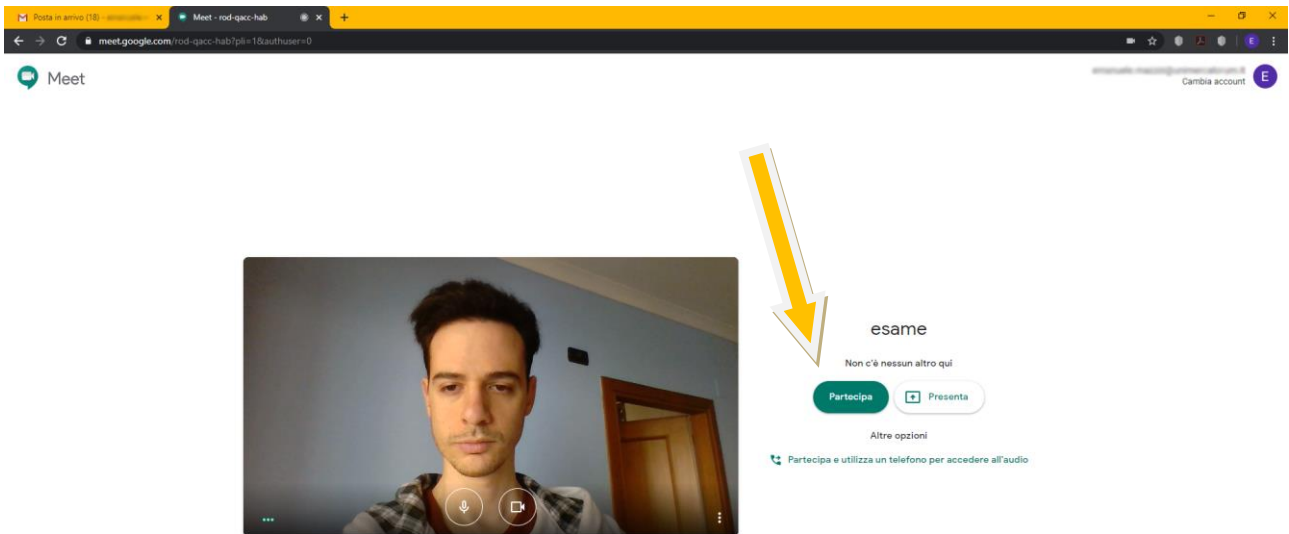 Posta in arrivo (18) -
Meet - rod-qacc-hab
meet.google.com/rod-qacc-hab?pli=1&authuser=0
E
Meet
Cambia account
E
esame
Non c'è nessun altro qui
Partecipa
Presenta
Altre opzioni
Partecipa e utilizza un telefono per accedere all'audio